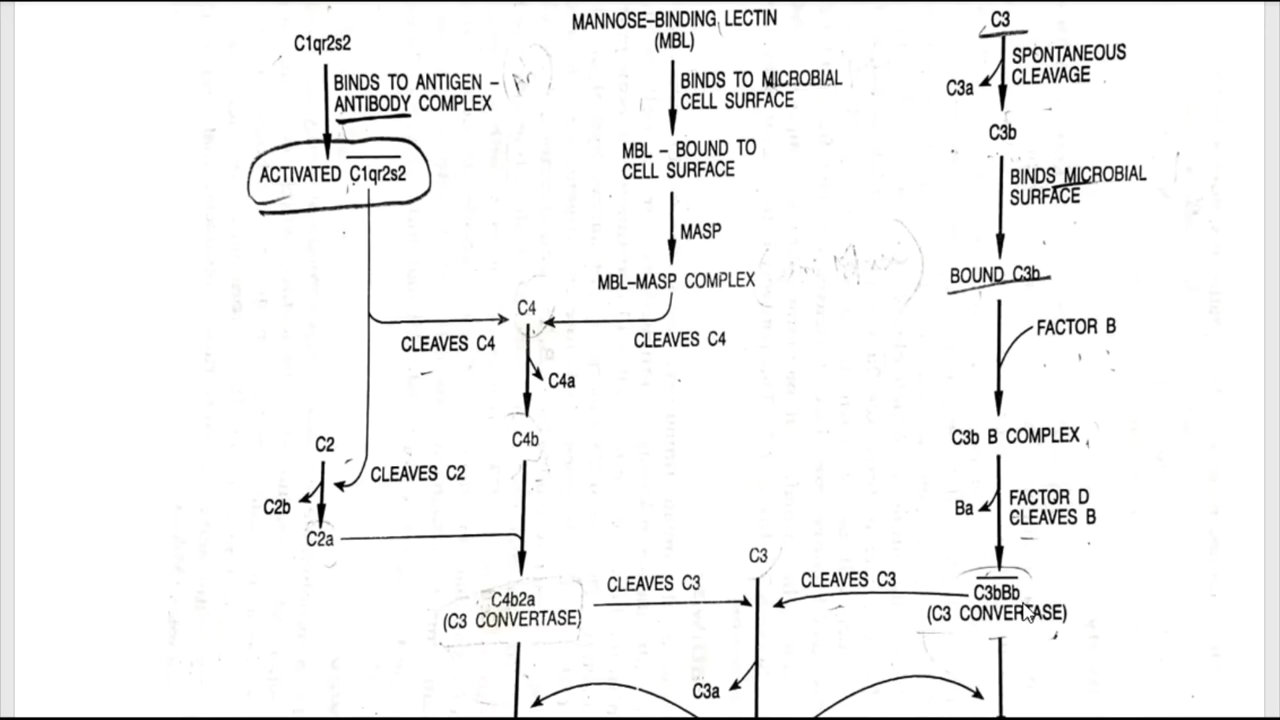 C1qr2s2
BINDS TO ANTIGEN –
ANTIBODY COMPLEX
ACTIVATED C1qr2s2
CLEAVES C4
C2
CLEAVES C2
C2b
C2a
MANNOSE–BINDING LECTIN
(MBL)
BINDS TO MICROBIAL
CELL SURFACE
MBL – BOUND TO
CELL SURFACE
MASP
MBL–MASP COMPLEX
CLEAVES C4
C4
C4a
C4b
C4b2a
(C3 CONVERTASE)
CLEAVES C3
C3
C3a
C3
SPONTANEOUS
CLEAVAGE
C3a
C3b
BINDS MICROBIAL
SURFACE
BOUND C3b
FACTOR B
C3b B COMPLEX
Ba
FACTOR D
CLEAVES B
C3bBb
(C3 CONVERTASE)
CLEAVES C3